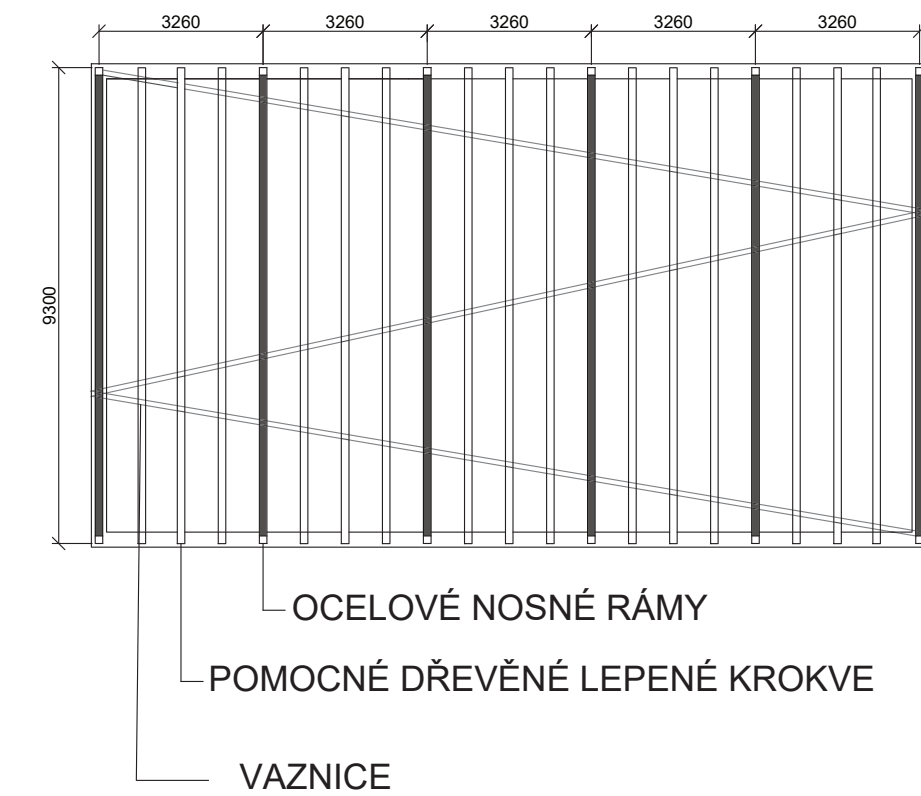 3260 3260 3260 3260 3260
9300
OCELOVÉ NOSNÉ RÁMY
POMOCNÉ DŘEVĚNÉ LEPENÉ KROKVE
VAZNICE